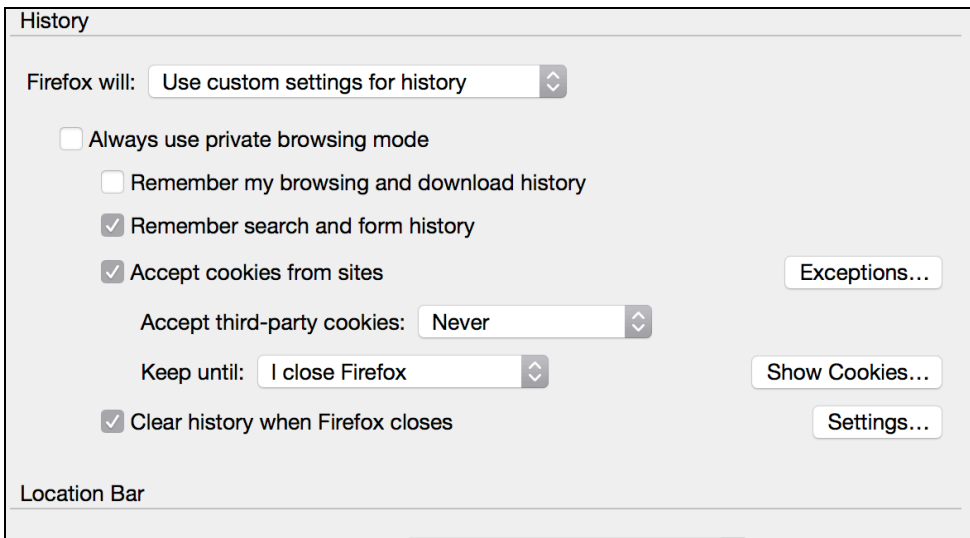 History
Firefox will: Use custom settings for history
Always use private browsing mode
Remember my browsing and download history
Remember search and form history
Accept cookies from sites Exceptions...
Accept third-party cookies: Never
Keep until: I close Firefox Show Cookies...
Clear history when Firefox closes Settings...
Location Bar